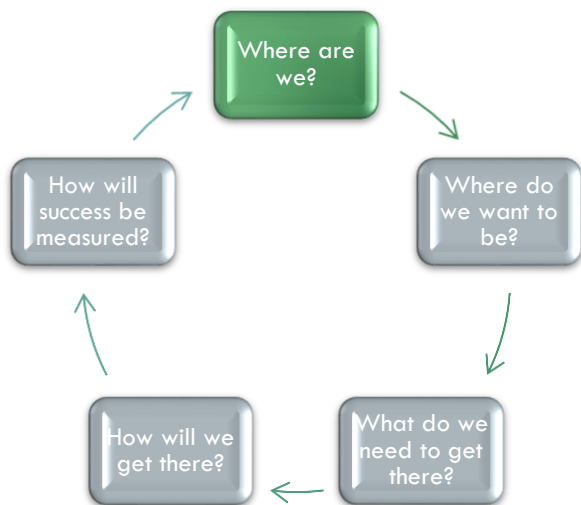 Where are
we?
Where do
we want to
be?
What do we
need to get
there?
How will we
get there?
How will
success be
measured?